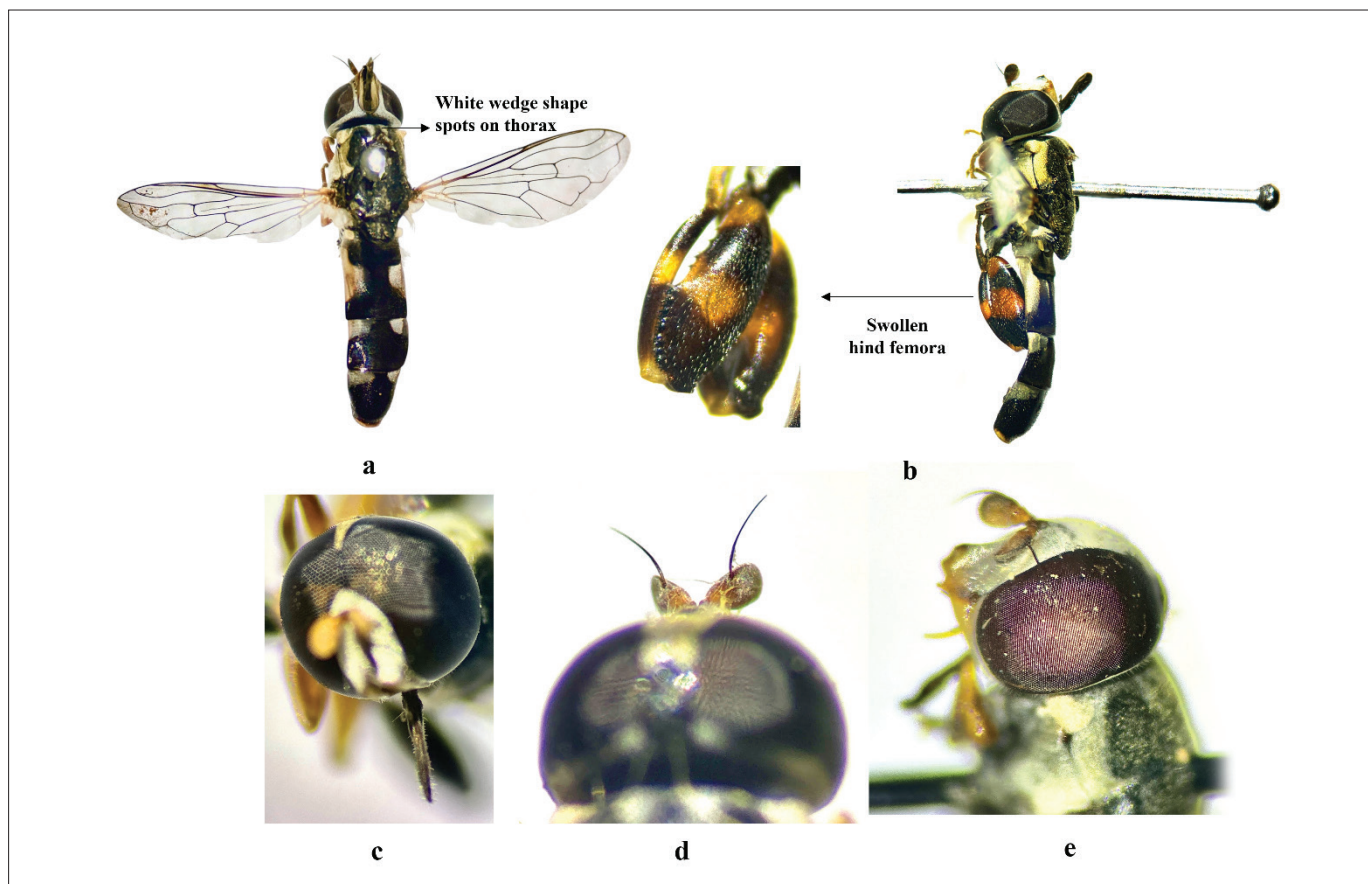 White wedge shape
spots on thorax
Swollen
hind femora
a
b
c
d
e